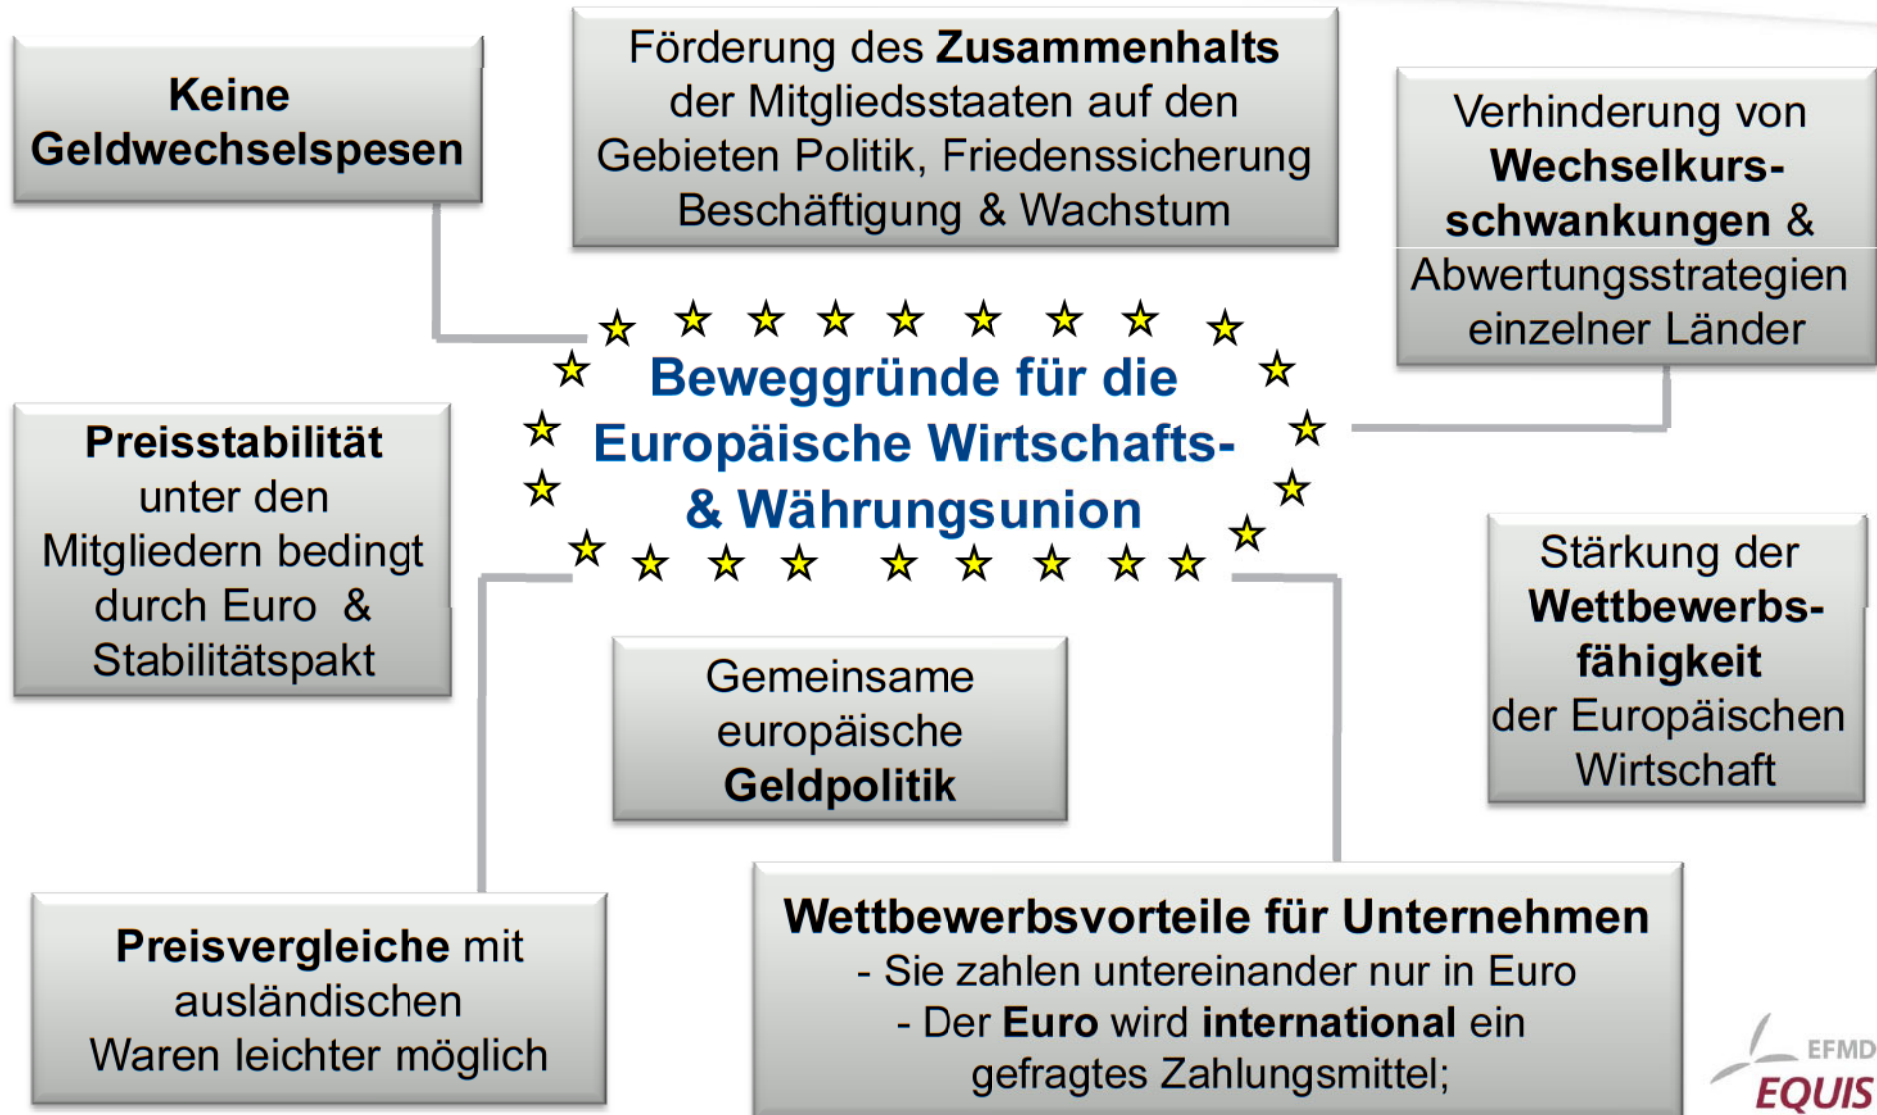 Keine
Geldwechselspesen
Förderung des Zusammenhalts
der Mitgliedsstaaten auf den
Gebieten Politik, Friedenssicherung
Beschäftigung & Wachstum
Verhinderung von
Wechselkurs-
schwankungen &
Abwertungsstrategien
einzelner Länder
Beweggründe für die
Europäische Wirtschafts-
& Währungsunion
Preisstabilität
unter den
Mitgliedern bedingt
durch Euro &
Stabilitätspakt
Gemeinsame
europäische
Geldpolitik
Stärkung der
Wettbewerbs-
fähigkeit
der Europäischen
Wirtschaft
Preisvergleiche mit
ausländischen
Waren leichter möglich
Wettbewerbsvorteile für Unternehmen
- Sie zahlen untereinander nur in Euro
- Der Euro wird international ein
gefragtes Zahlungsmittel;
EFMD
EQUIS